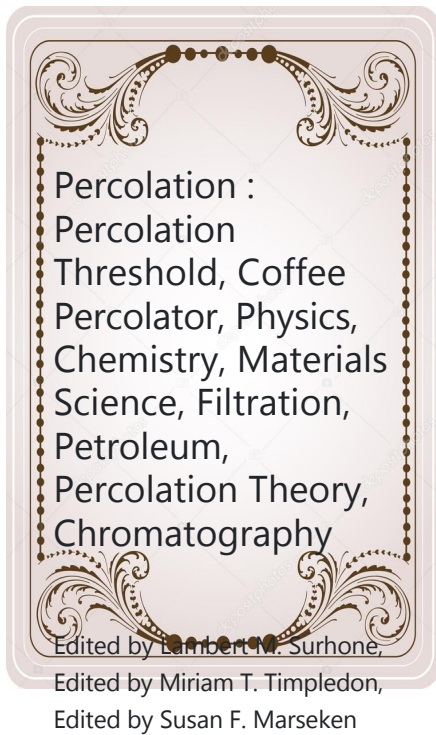 Percolation :
Percolation
Threshold, Coffee
Percolator, Physics,
Chemistry, Materials
Science, Filtration,
Petroleum,
Percolation Theory,
Chromatography
Edited by Lambert M. Surhone,
Edited by Miriam T. Timpledon,
Edited by Susan F. Marseken